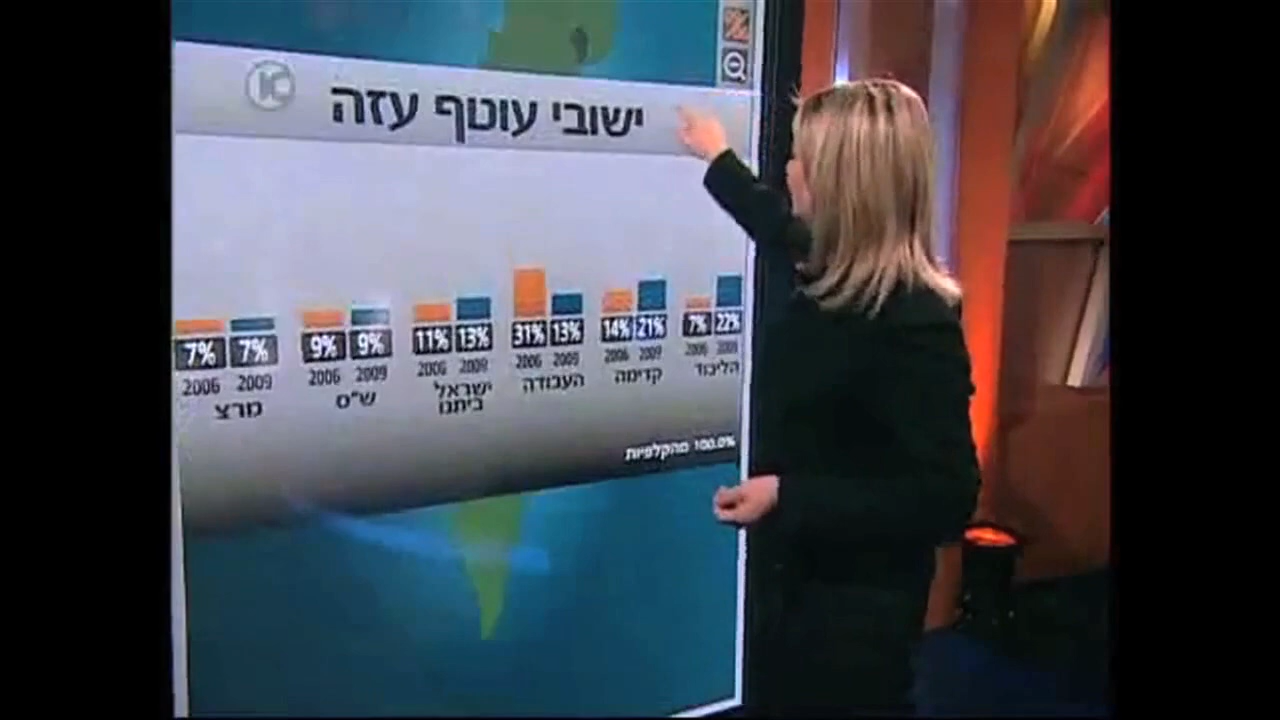 ישובי עוטף עזה
22% 7% 21% 14% 13% 31% 13% 11% 9% 9% 7% 7%
2009 2006 2009 2006 2009 2006 2009 2006 2009 2006 2009 2006
הליכוד קדימה העבודה ישראל ביתנו ש"ס מרצ
100.0% מהקלפיות